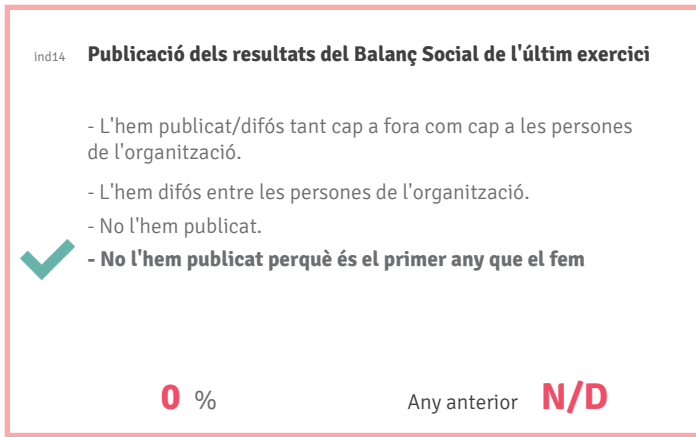 ind14 Publicació dels resultats del Balanç Social de l'últim exercici
- L'hem publicat/difós tant cap a fora com cap a les persones
de l'organització.
- L'hem difós entre les persones de l'organització.
- No l'hem publicat.
- No l'hem publicat perquè és el primer any que el fem
0 % Any anterior N/D